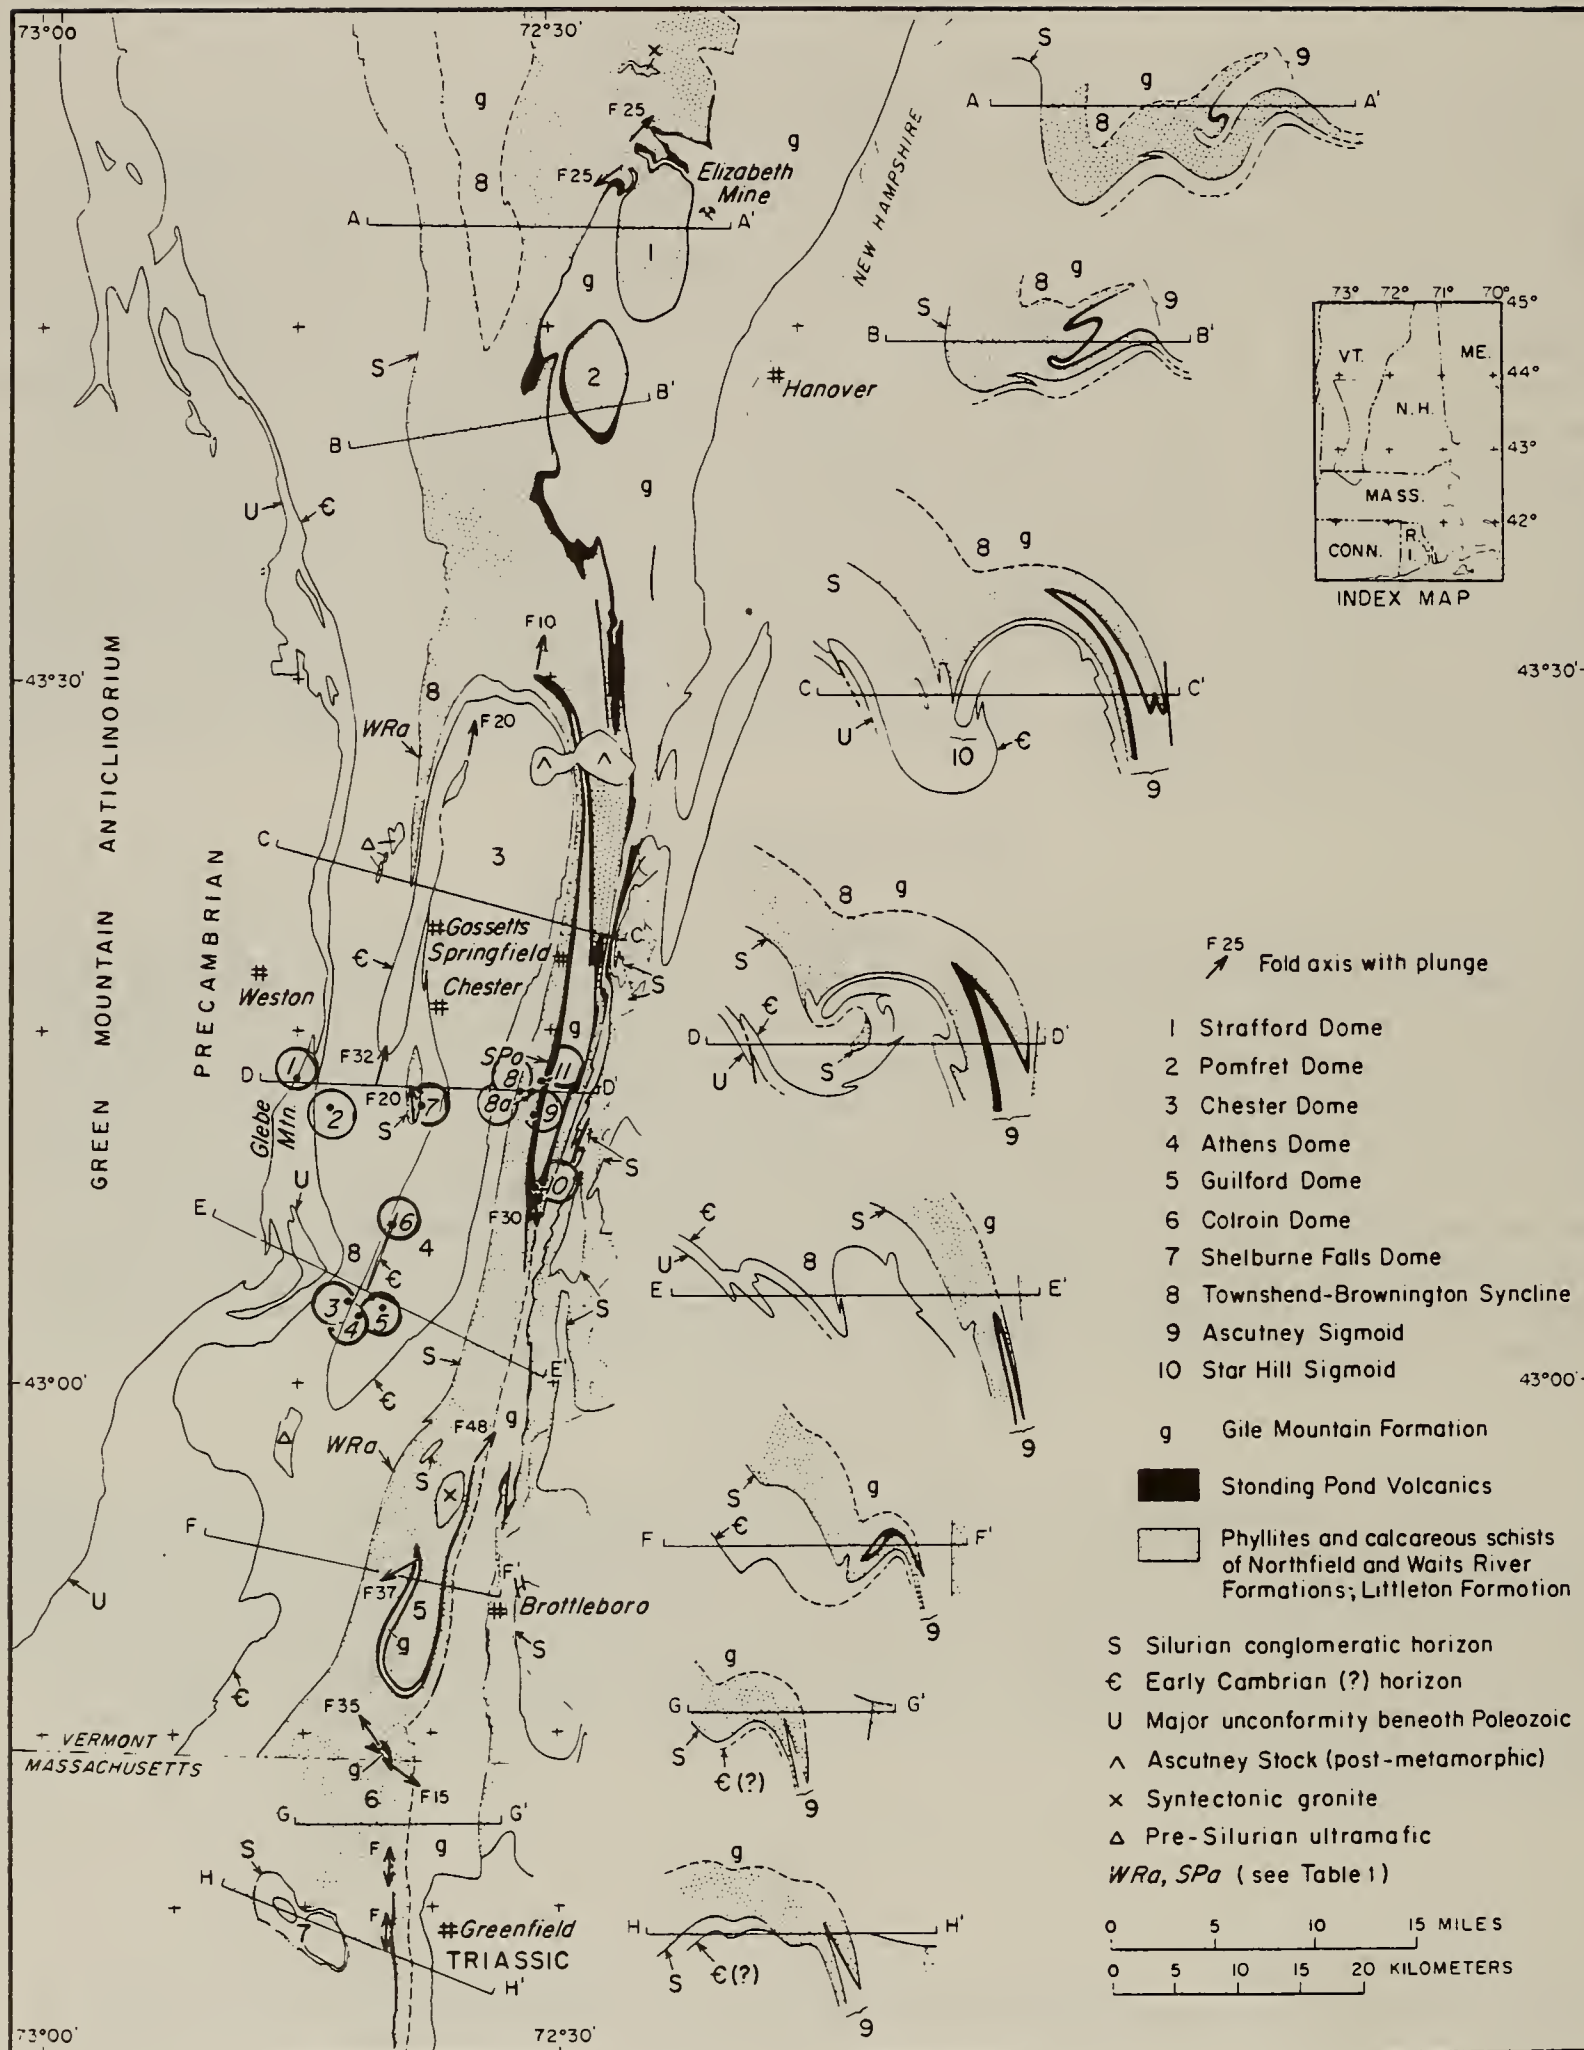 73°00'
72°30'
x
g
F 25
g
8
F25
Elizabeth
Mine
A
A'
1
g
NEW HAMPSHIRE
S
2
B'
B
Hanover
g
U
Є
F10
43°30'
8
F20
WRa
^
^
Δ
3
C
C'
Gassetts
Springfield
Chester
Є
S
Weston
g
SPa
1
F32
D
D'
8
11
F20
7
8a
9
2
S
S
10
Glebe
Mtn.
U
F30
E
6
4
8
Є
S
3
4
5
S
E'
43°00'
S
Є
g
F48
WRa
S
Δ
x
F
F37
F'
5
Brattleboro
U
g
S
Є
F35
VERMONT
MASSACHUSETTS
g
F15
6
G
G'
F
g
S
H
F
7
Greenfield
TRIASSIC
H'
73°00'
72°30'
GREEN MOUNTAIN ANTICLINORIUM
PRECAMBRIAN
S
g
9
A
A'
8
8
g
9
S
B
B'
8
g
S
C
C'
U
10
Є
9
8
g
S
Є
D
D'
U
S
9
Є
S
g
U
8
E
E'
9
g
S
Є
F
F'
9
g
G
G'
S
Є(?)
9
g
H
H'
S
Є(?)
9
73° 72° 71° 70°
45°
VT.
ME.
44°
N.H.
43°
MASS.
42°
CONN.
R.
I.
INDEX MAP
43°30'
F 25
Fold axis with plunge
1 Strafford Dome
2 Pomfret Dome
3 Chester Dome
4 Athens Dome
5 Guilford Dome
6 Colrain Dome
7 Shelburne Falls Dome
8 Townshend-Brownington Syncline
9 Ascutney Sigmoid
10 Star Hill Sigmoid
43°00'
g Gile Mountain Formation
Standing Pond Volcanics
Phyllites and calcareous schists
of Northfield and Waits River
Formations; Littleton Formation
S Silurian conglomeratic horizon
Є Early Cambrian (?) horizon
U Major unconformity beneath Paleozoic
^ Ascutney Stock (post-metamorphic)
x Syntectonic granite
Δ Pre-Silurian ultramafic
WRa, SPa (see Table 1)
0 5 10 15 MILES
0 5 10 15 20 KILOMETERS